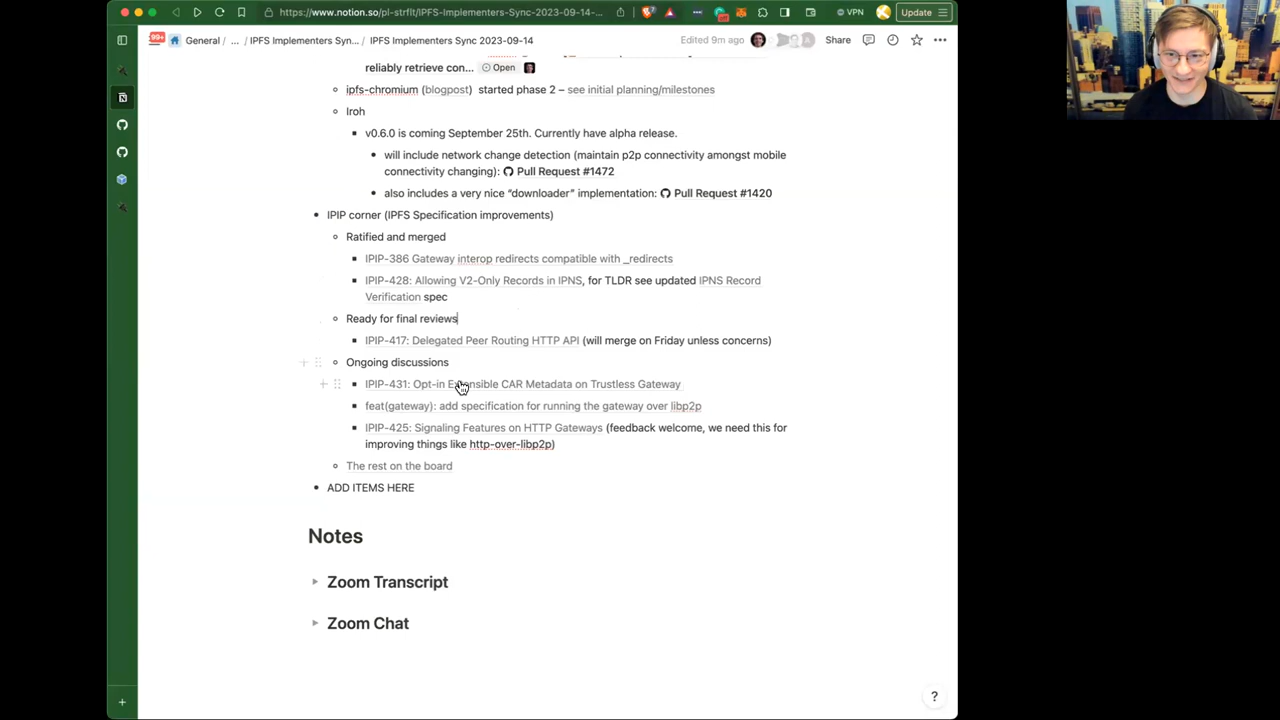 https://www.notion.so/pl-strflt/IPFS-Implementers-Sync-2023-09-14-...
VPN
Update
99+
General / ... / IPFS Implementers Syn... / IPFS Implementers Sync 2023-09-14
Edited 9m ago
Share
reliably retrieve con... Open
ipfs-chromium (blogpost) started phase 2 – see initial planning/milestones
Iroh
v0.6.0 is coming September 25th. Currently have alpha release.
will include network change detection (maintain p2p connectivity amongst mobile
connectivity changing): Pull Request #1472
also includes a very nice “downloader” implementation: Pull Request #1420
IPIP corner (IPFS Specification improvements)
Ratified and merged
IPIP-386 Gateway interop redirects compatible with _redirects
IPIP-428: Allowing V2-Only Records in IPNS, for TLDR see updated IPNS Record
Verification spec
Ready for final reviews
IPIP-417: Delegated Peer Routing HTTP API (will merge on Friday unless concerns)
Ongoing discussions
IPIP-431: Opt-in Extensible CAR Metadata on Trustless Gateway
feat(gateway): add specification for running the gateway over libp2p
IPIP-425: Signaling Features on HTTP Gateways (feedback welcome, we need this for
improving things like http-over-libp2p)
The rest on the board
ADD ITEMS HERE
Notes
Zoom Transcript
Zoom Chat
?